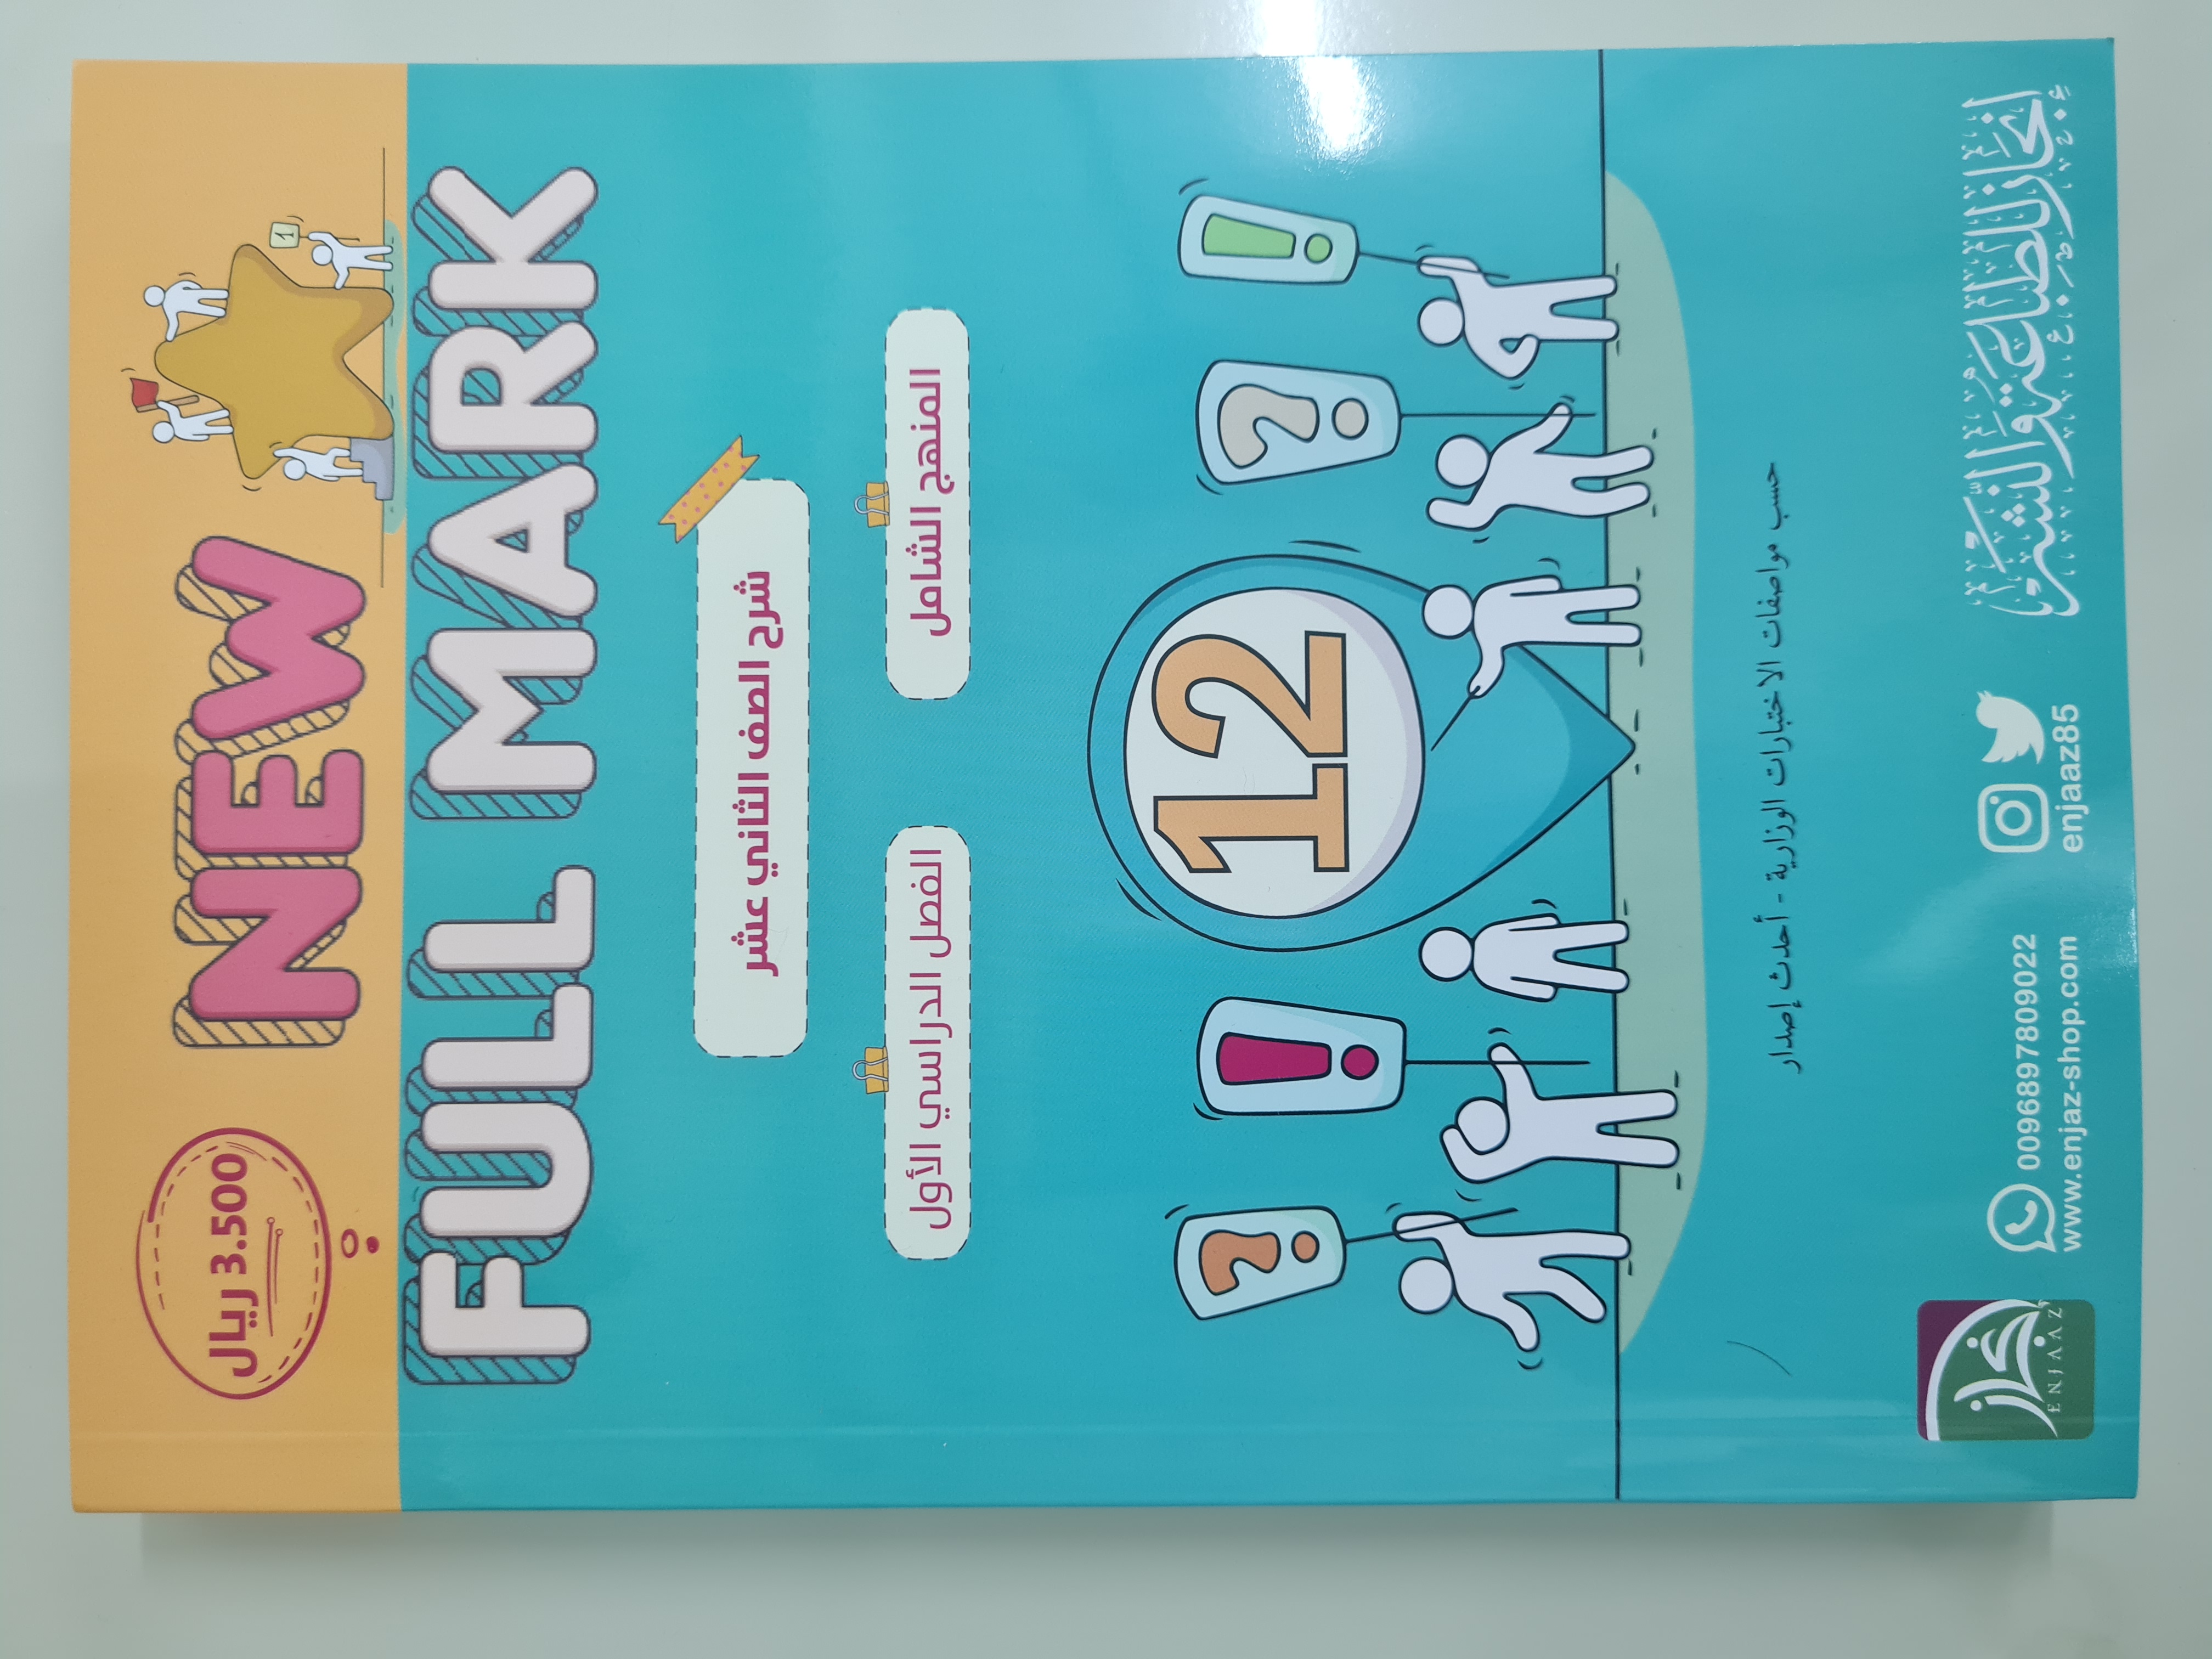 3.500 ريال
NEW
1
FULL MARK
شرح الصف الثاني عشر
المنهج الشامل
الفصل الدراسي الأول
12
? ! ? !
حسب مواصفات الاختبارات الوزارية - أحدث إصدار
إنجاز للطباعة والنشر
enjaaz85
0096897809022
www.enjaz-shop.com
إنجاز
ENJAAZ